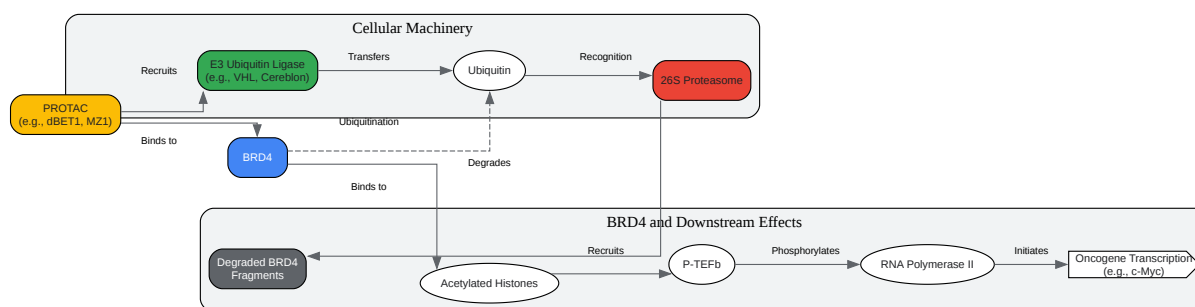 Cellular Machinery
E3 Ubiquitin Ligase
(e.g., VHL, Cereblon)
Transfers
Ubiquitin
Recognition
26S Proteasome
Recruits
PROTAC
(e.g., dBET1, MZ1)
Binds to
Ubiquitination
BRD4
Degrades
Binds to
BRD4 and Downstream Effects
Degraded BRD4
Fragments
Acetylated Histones
Recruits
P-TEFb
Phosphorylates
RNA Polymerase II
Initiates
Oncogene Transcription
(e.g., c-Myc)